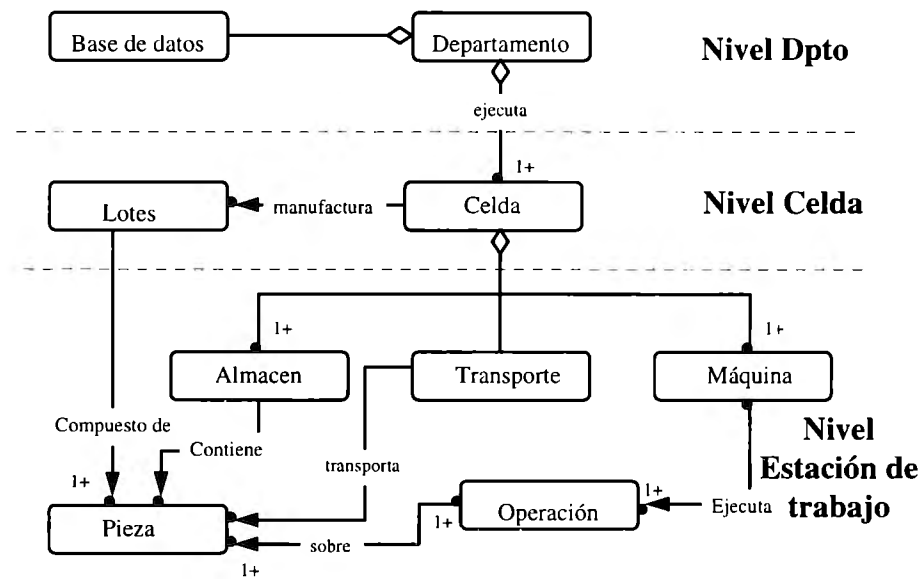 Base de datos
Departamento
Nivel Dpto
ejecuta
1+
Lotes
manufactura
Celda
Nivel Celda
1+
1+
Almacen
Transporte
Máquina
Compuesto de
Contiene
transporta
Nivel
Estación de
trabajo
1+
1+
Ejecuta
Pieza
Operación
1+
sobre
1+